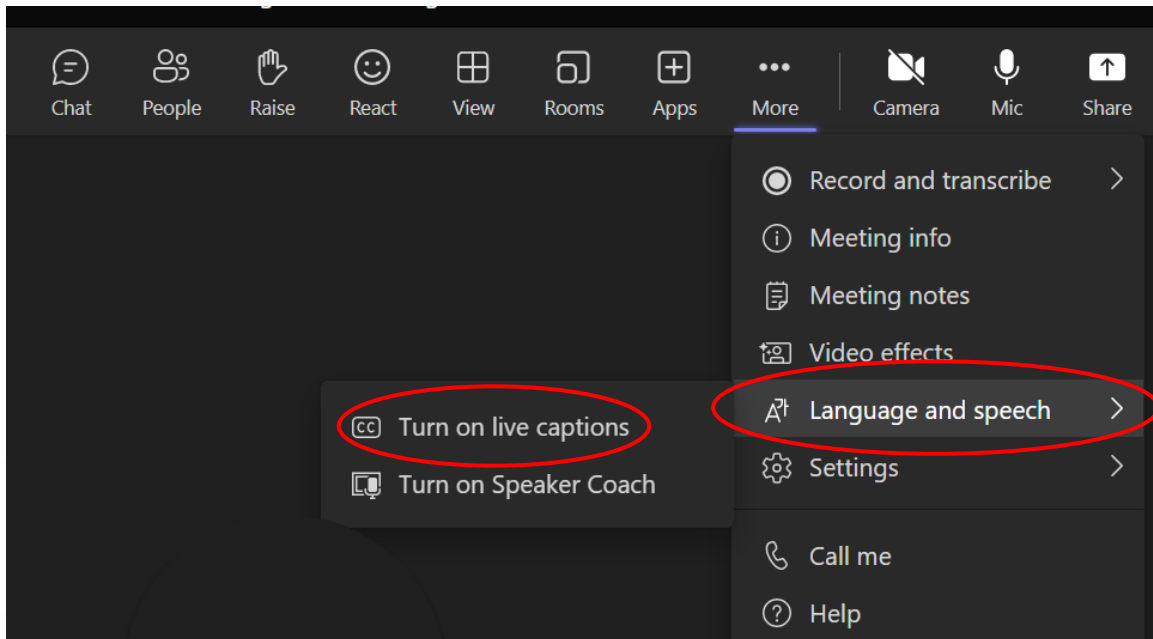 Chat People Raise React View Rooms Apps More Camera Mic Share
Record and transcribe
Meeting info
Meeting notes
Video effects
Language and speech
Settings
Call me
Help
CC Turn on live captions
Turn on Speaker Coach